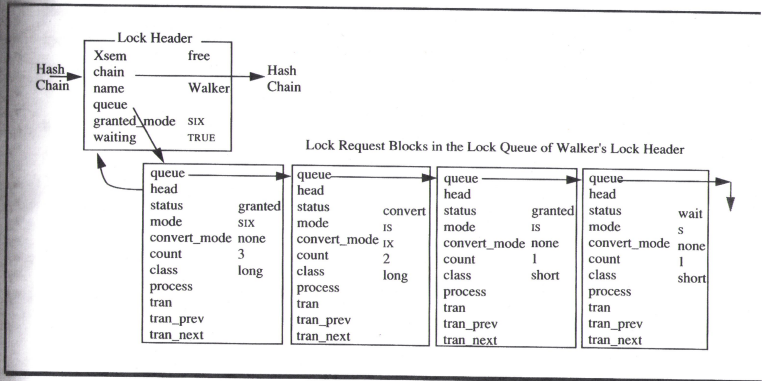 Lock Header
Xsem free
Hash Chain
chain
Hash Chain
name Walker
queue
granted_mode SIX
waiting TRUE
Lock Request Blocks in the Lock Queue of Walker's Lock Header
queue
head
status granted
mode SIX
convert_mode none
count 3
class long
process
tran
tran_prev
tran_next
queue
head
status convert
mode IS
convert_mode IX
count 2
class long
process
tran
tran_prev
tran_next
queue
head
status granted
mode IS
convert_mode none
count 1
class short
process
tran
tran_prev
tran_next
queue
head
status wait
mode S
convert_mode none
count 1
class short
process
tran
tran_prev
tran_next